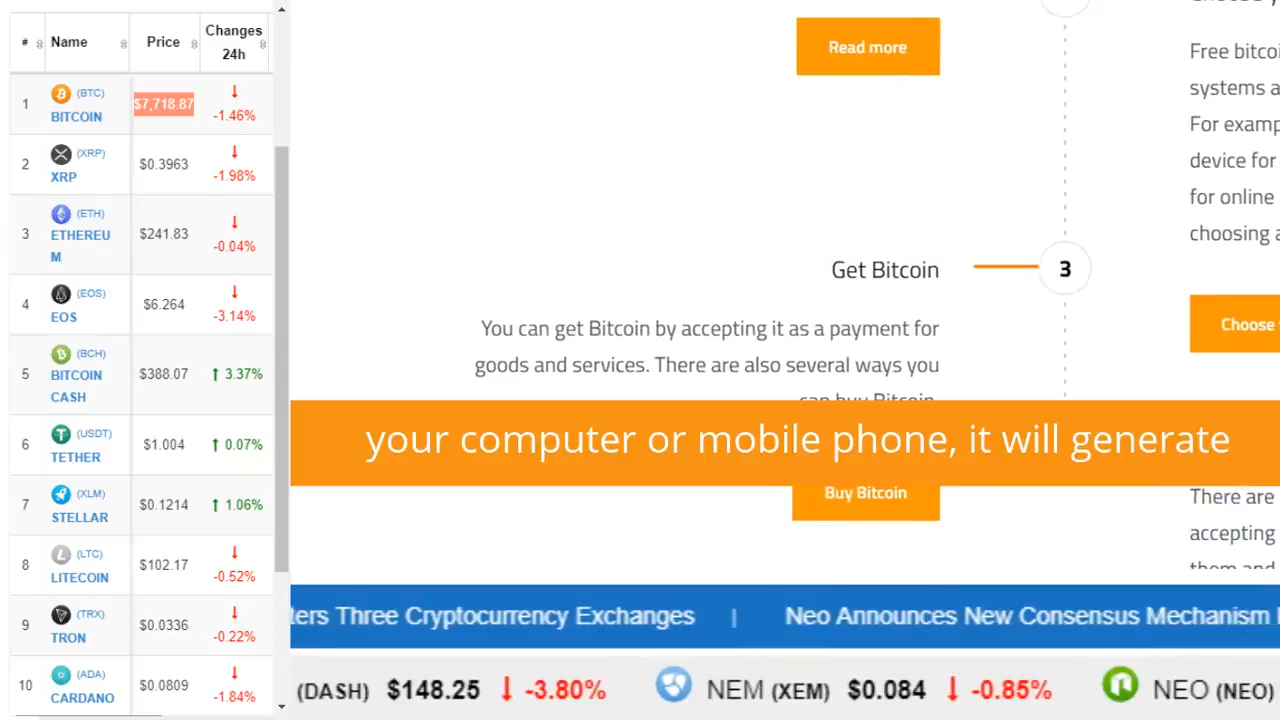 # Name Price Changes 24h
1 (BTC) BITCOIN $7,718.87 ↓ -1.46%
2 (XRP) XRP $0.3963 ↓ -1.98%
3 (ETH) ETHEREUM $241.83 ↓ -0.04%
4 (EOS) EOS $6.264 ↓ -3.14%
5 (BCH) BITCOIN CASH $388.07 ↑ 3.37%
6 (USDT) TETHER $1.004 ↑ 0.07%
7 (XLM) STELLAR $0.1214 ↑ 1.06%
8 (LTC) LITECOIN $102.17 ↓ -0.52%
9 (TRX) TRON $0.0336 ↓ -0.22%
10 (ADA) CARDANO $0.0809 ↓ -1.84%
Read more
Get Bitcoin
3
You can get Bitcoin by accepting it as a payment for
goods and services. There are also several ways you
can buy Bitcoin.
Buy Bitcoin
Free
systems
For
device for
for online
choosing
Choose
There are
accepting
them and
your computer or mobile phone, it will generate
Three Cryptocurrency Exchanges | Neo Announces New Consensus Mechanism
(DASH) $148.25 ↓ -3.80% NEM (XEM) $0.084 ↓ -0.85% NEO (NEO)